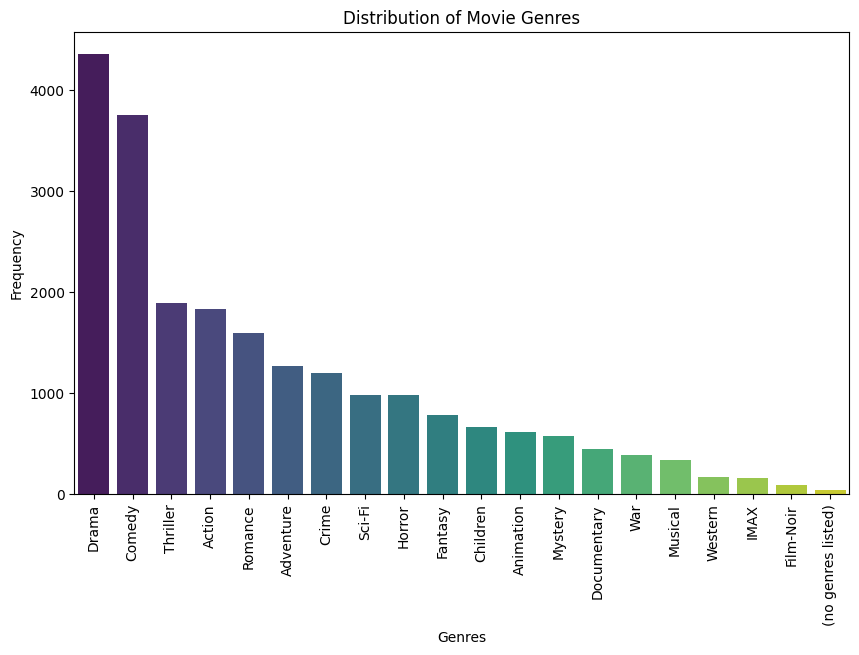 Distribution of Movie Genres
Frequency
4000
3000
2000
1000
0
Drama
Comedy
Thriller
Action
Romance
Adventure
Crime
Sci-Fi
Horror
Fantasy
Children
Animation
Mystery
Documentary
War
Musical
Western
IMAX
Film-Noir
(no genres listed)
Genres